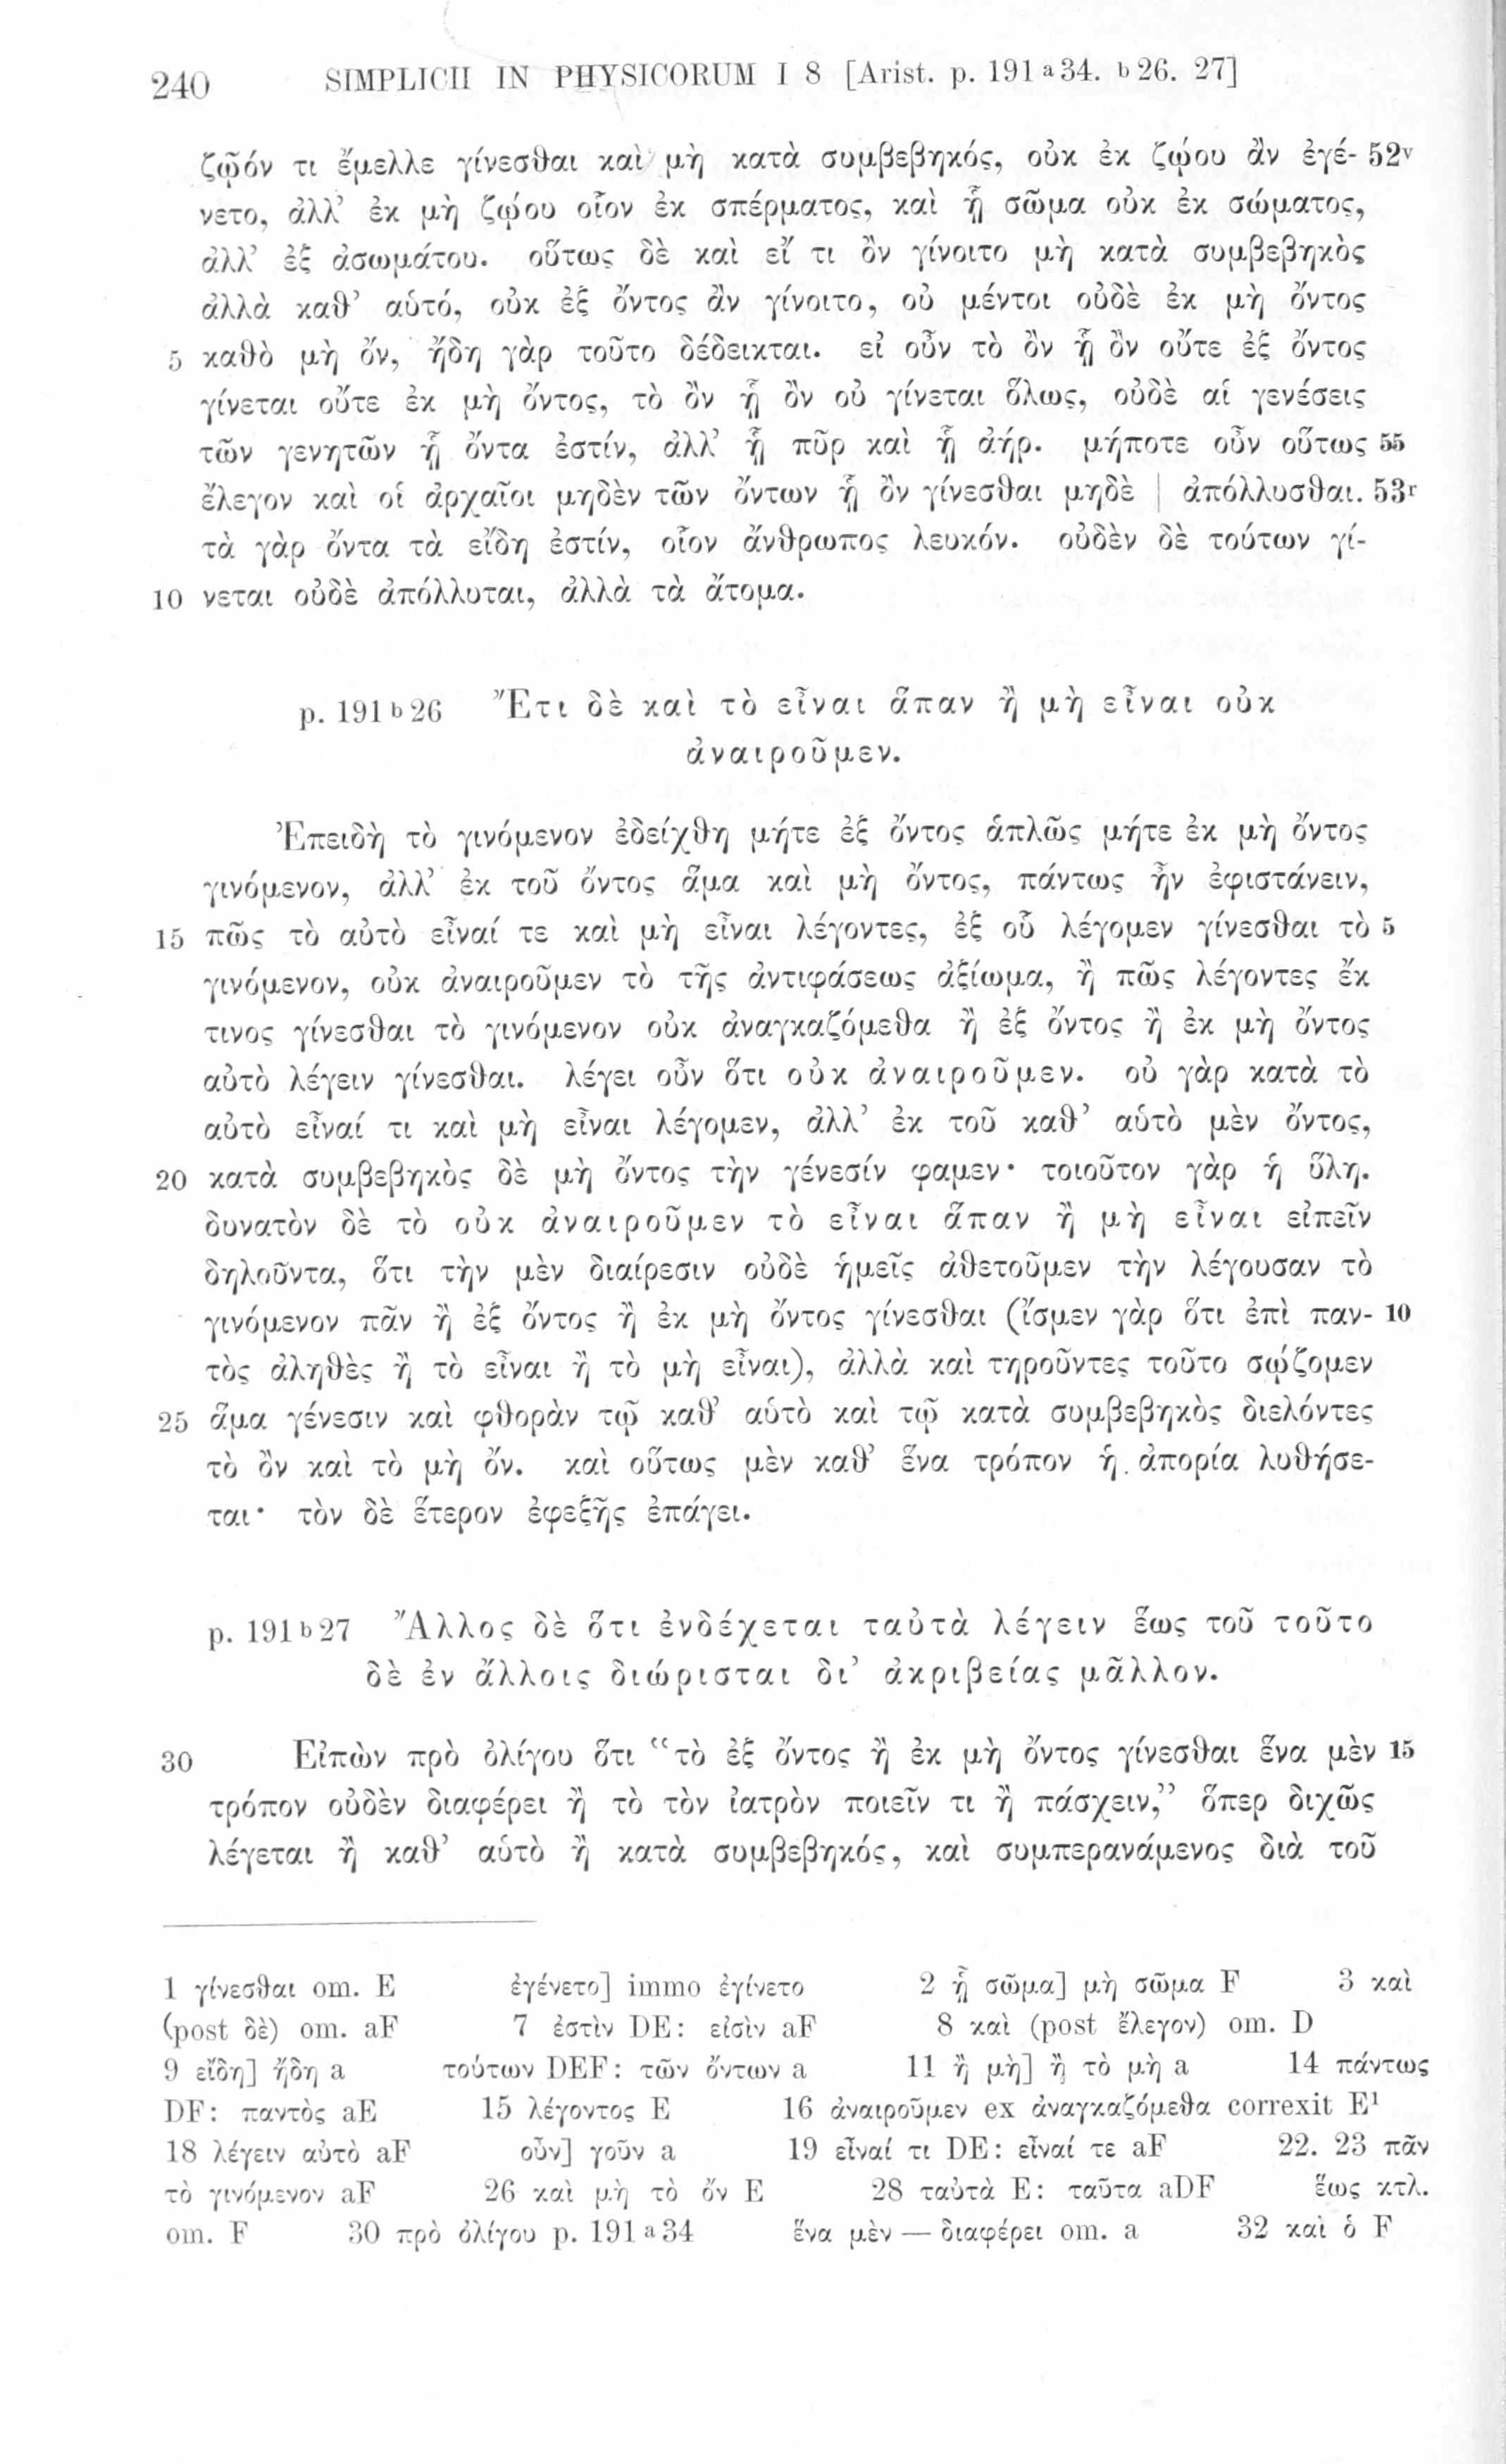 240 SIMPLICII IN PHYSICORUM I 8 [Arist. p. 191 a 34. b 26. 27]
ζῷόν τι ἔμελλε γίνεσθαι καὶ μὴ κατὰ συμβεβηκός, οὐκ ἐκ ζῴου ἂν ἐγέ- 52v
νετο, ἀλλ’ ἐκ μὴ ζῴου οἷον ἐκ σπέρματος, καὶ ᾗ σῶμα οὐκ ἐκ σώματος,
ἀλλ’ ἐξ ἀσωμάτου. οὕτως δὲ καὶ εἴ τι ὂν γίνοιτο μὴ κατὰ συμβεβηκὸς
ἀλλὰ καθ’ αὑτό, οὐκ ἐξ ὄντος ἂν γίνοιτο, οὐ μέντοι οὐδὲ ἐκ μὴ ὄντος
5 καθὸ μὴ ὄν, ἤδη γὰρ τοῦτο δέδεικται. εἰ οὖν τὸ ὂν ᾗ ὂν οὔτε ἐξ ὄντος
γίνεται οὔτε ἐκ μὴ ὄντος, τὸ ὂν ᾗ ὂν οὐ γίνεται ὅλως, οὐδὲ αἱ γενέσεις
τῶν γενητῶν ᾗ ὄντα ἐστίν, ἀλλ’ ᾗ πῦρ καὶ ᾗ ἀήρ. μήποτε οὖν οὕτως 55
ἔλεγον καὶ οἱ ἀρχαῖοι μηδὲν τῶν ὄντων ᾗ ὂν γίνεσθαι μηδὲ | ἀπόλλυσθαι. 53r
τὰ γὰρ ὄντα τὰ εἴδη ἐστίν, οἷον ἄνθρωπος λευκόν. οὐδὲν δὲ τούτων γί-
10 νεται οὐδὲ ἀπόλλυται, ἀλλὰ τὰ ἄτομα.
p. 191 b 26 Ἔτι δὲ καὶ τὸ εἶναι ἅπαν ἢ μὴ εἶναι οὐκ
ἀναιροῦμεν.
Ἐπειδὴ τὸ γινόμενον ἐδείχθη μήτε ἐξ ὄντος ἁπλῶς μήτε ἐκ μὴ ὄντος
γινόμενον, ἀλλ’ ἐκ τοῦ ὄντος ἅμα καὶ μὴ ὄντος, πάντως ἦν ἐφιστάνειν,
15 πῶς τὸ αὐτὸ εἶναί τε καὶ μὴ εἶναι λέγοντες, ἐξ οὗ λέγομεν γίνεσθαι τὸ 5
γινόμενον, οὐκ ἀναιροῦμεν τὸ τῆς ἀντιφάσεως ἀξίωμα, ἢ πῶς λέγοντες ἔκ
τινος γίνεσθαι τὸ γινόμενον οὐκ ἀναγκαζόμεθα ἢ ἐξ ὄντος ἢ ἐκ μὴ ὄντος
αὐτὸ λέγειν γίνεσθαι. λέγει οὖν ὅτι οὐκ ἀναιροῦμεν. οὐ γὰρ κατὰ τὸ
αὐτὸ εἶναί τι καὶ μὴ εἶναι λέγομεν, ἀλλ’ ἐκ τοῦ καθ’ αὑτὸ μὲν ὄντος,
20 κατὰ συμβεβηκὸς δὲ μὴ ὄντος τὴν γένεσίν φαμεν· τοιοῦτον γὰρ ἡ ὕλη.
δυνατὸν δὲ τὸ οὐκ ἀναιροῦμεν τὸ εἶναι ἅπαν ἢ μὴ εἶναι εἰπεῖν
δηλοῦντα, ὅτι τὴν μὲν διαίρεσιν οὐδὲ ἡμεῖς ἀθετοῦμεν τὴν λέγουσαν τὸ
γινόμενον πᾶν ἢ ἐξ ὄντος ἢ ἐκ μὴ ὄντος γίνεσθαι (ἴσμεν γὰρ ὅτι ἐπὶ παν- 10
τὸς ἀληθὲς ἢ τὸ εἶναι ἢ τὸ μὴ εἶναι), ἀλλὰ καὶ τηροῦντες τοῦτο σῴζομεν
25 ἅμα γένεσιν καὶ φθορὰν τῷ καθ’ αὑτὸ καὶ τῷ κατὰ συμβεβηκὸς διελόντες
τὸ ὂν καὶ τὸ μὴ ὄν. καὶ οὕτως μὲν καθ’ ἕνα τρόπον ἡ ἀπορία λυθήσε-
ται· τὸν δὲ ἕτερον ἐφεξῆς ἐπάγει.
p. 191 b 27 Ἄλλος δὲ ὅτι ἐνδέχεται ταὐτὰ λέγειν ἕως τοῦ τοῦτο
δὲ ἐν ἄλλοις διώρισται δι’ ἀκριβείας μᾶλλον.
30 Εἰπὼν πρὸ ὀλίγου ὅτι “τὸ ἐξ ὄντος ἢ ἐκ μὴ ὄντος γίνεσθαι ἕνα μὲν 15
τρόπον οὐδὲν διαφέρει ἢ τὸ τὸν ἰατρὸν ποιεῖν τι ἢ πάσχειν,” ὅπερ διχῶς
λέγεται ἢ καθ’ αὑτὸ ἢ κατὰ συμβεβηκός, καὶ συμπερανάμενος διὰ τοῦ
1 γίνεσθαι om. E ἐγένετο] immo ἐγίνετο 2 ᾗ σῶμα] μὴ σῶμα F 3 καὶ
(post δὲ) om. aF 7 ἐστὶν DE: εἰσὶν aF 8 καὶ (post ἔλεγον) om. D
9 εἴδη] ἤδη a τούτων DEF: τῶν ὄντων a 11 ἢ μὴ] ἢ τὸ μὴ a 14 πάντως
DF: παντὸς aE 15 λέγοντος E 16 ἀναιροῦμεν ex ἀναγκαζόμεθα correxit E¹
18 λέγειν αὐτὸ aF οὖν] γοῦν a 19 εἶναί τι DE: εἶναί τε aF 22. 23 πᾶν
τὸ γινόμενον aF 26 καὶ μὴ τὸ ὄν E 28 ταὐτὰ E: ταῦτα aDF ἕως κτλ.
om. F 30 πρὸ ὀλίγου p. 191 a 34 ἕνα μὲν — διαφέρει om. a 32 καὶ ὁ F